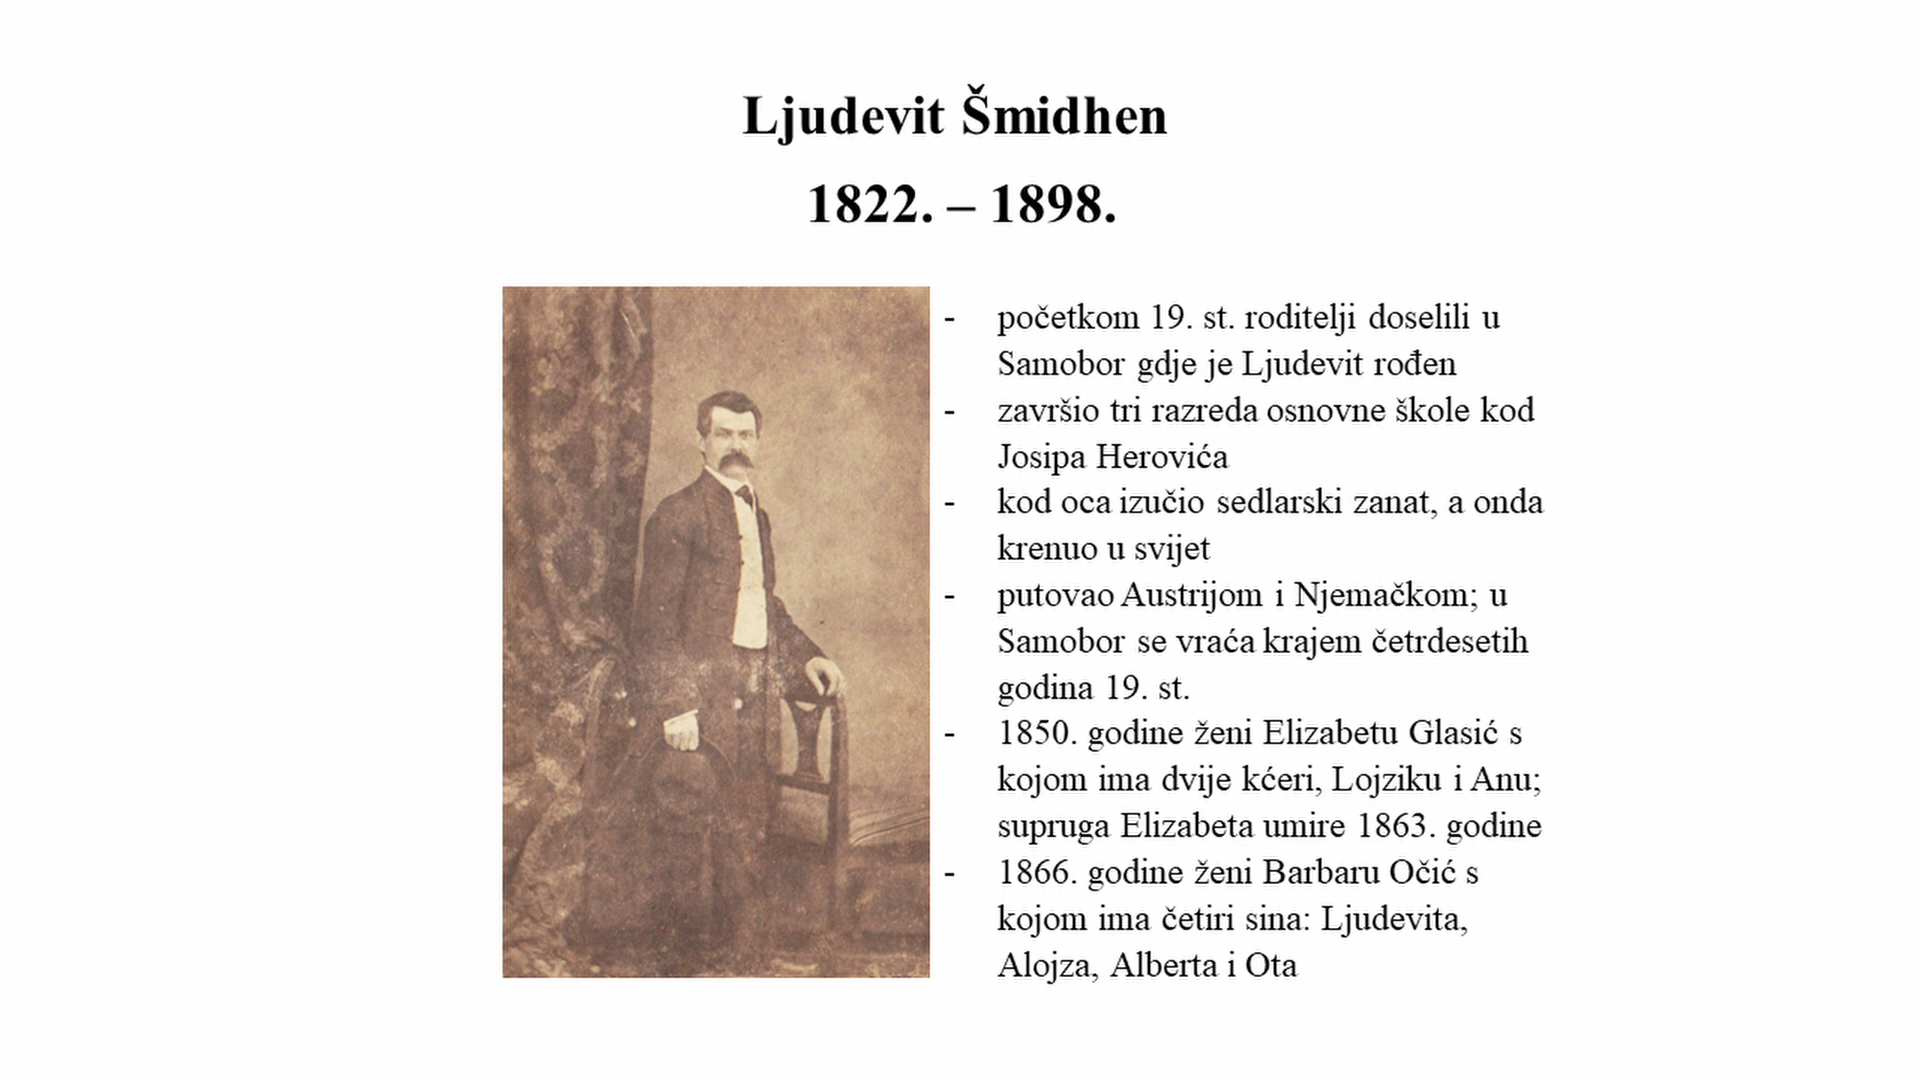 Ljudevit Šmidhen
1822. – 1898.
- početkom 19. st. roditelji doselili u
Samobor gdje je Ljudevit rođen
- završio tri razreda osnovne škole kod
Josipa Herovića
- kod oca izučio sedlarski zanat, a onda
krenuo u svijet
- putovao Austrijom i Njemačkom; u
Samobor se vraća krajem četrdesetih
godina 19. st.
- 1850. godine ženi Elizabetu Glasić s
kojom ima dvije kćeri, Lojziku i Anu;
supruga Elizabeta umire 1863. godine
- 1866. godine ženi Barbaru Očić s
kojom ima četiri sina: Ljudevita,
Alojza, Alberta i Ota